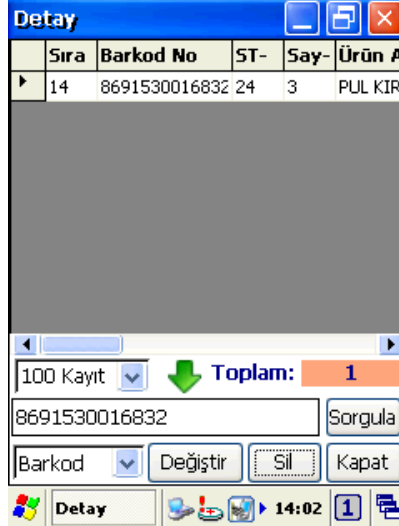 Detay
Sıra Barkod No ST- Say- Ürün A
14 8691530016832 24 3 PUL KIR
100 Kayıt Toplam: 1
8691530016832 Sorgula
Barkod Değiştir Sil Kapat
Detay 14:02 1